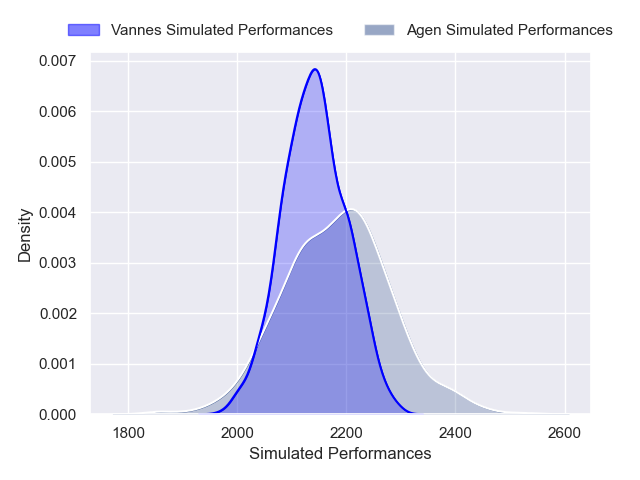 Vannes Simulated Performances
Agen Simulated Performances
0.007
0.006
0.005
0.004
0.003
0.002
0.001
0.000
Density
1800 2000 2200 2400 2600
Simulated Performances